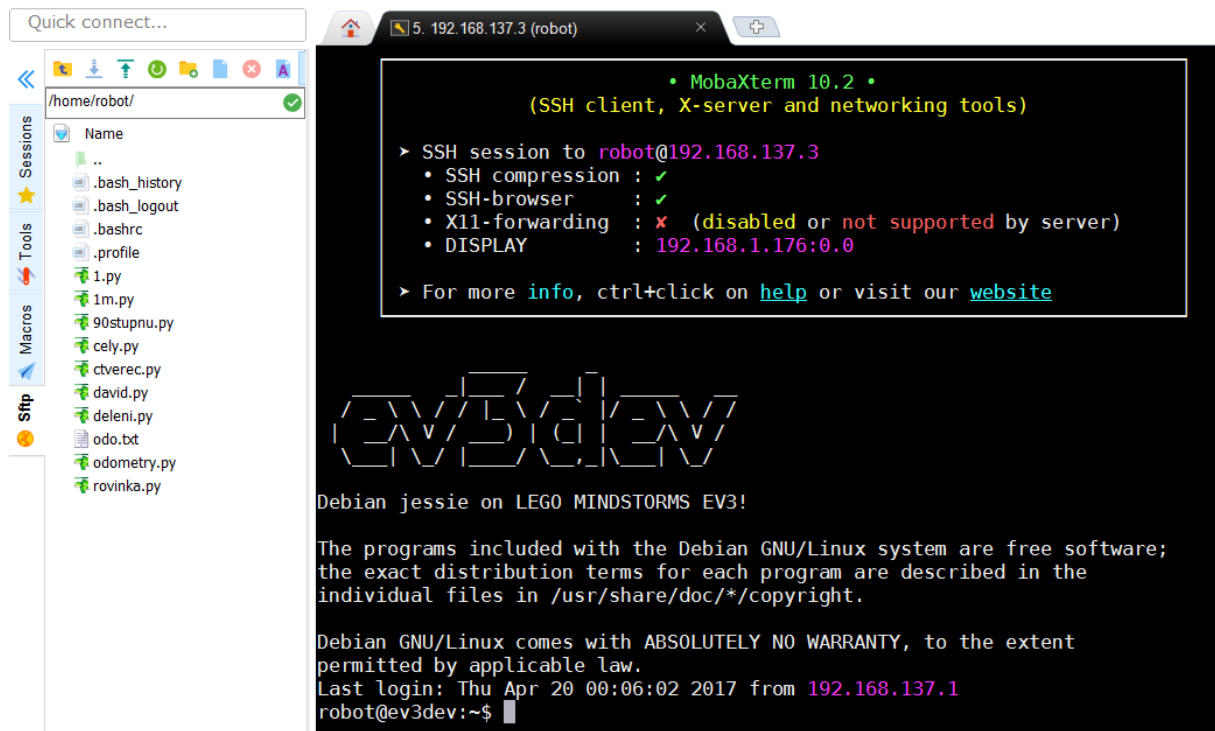 Quick connect...
5. 192.168.137.3 (robot)
/home/robot/
Sessions
Tools
Macros
Sftp
Name
..
.bash_history
.bash_logout
.bashrc
.profile
1.py
1m.py
90stupnu.py
cely.py
ctverec.py
david.py
deleni.py
odo.txt
odometry.py
rovinka.py
• MobaXterm 10.2 •
(SSH client, X-server and networking tools)
➤ SSH session to robot@192.168.137.3
• SSH compression : ✔
• SSH-browser : ✔
• X11-forwarding : ✘ (disabled or not supported by server)
• DISPLAY : 192.168.1.176:0.0
➤ For more info, ctrl+click on help or visit our website
ev3dev
Debian jessie on LEGO MINDSTORMS EV3!
The programs included with the Debian GNU/Linux system are free software;
the exact distribution terms for each program are described in the
individual files in /usr/share/doc/*/copyright.
Debian GNU/Linux comes with ABSOLUTELY NO WARRANTY, to the extent
permitted by applicable law.
Last login: Thu Apr 20 00:06:02 2017 from 192.168.137.1
robot@ev3dev:~$